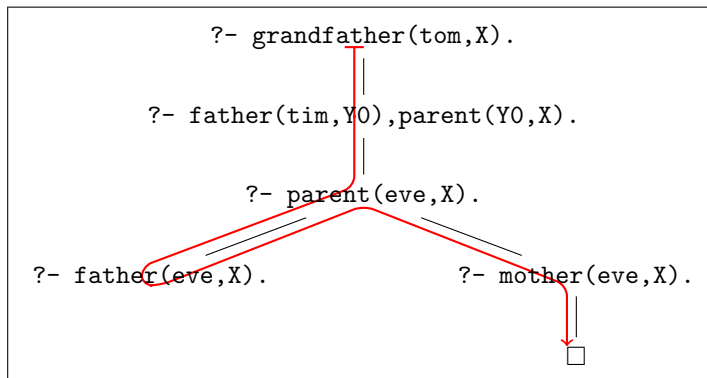 ?- grandfather(tom,X).
?- father(tim,Y0),parent(Y0,X).
?- parent(eve,X).
?- father(eve,X).
?- mother(eve,X).